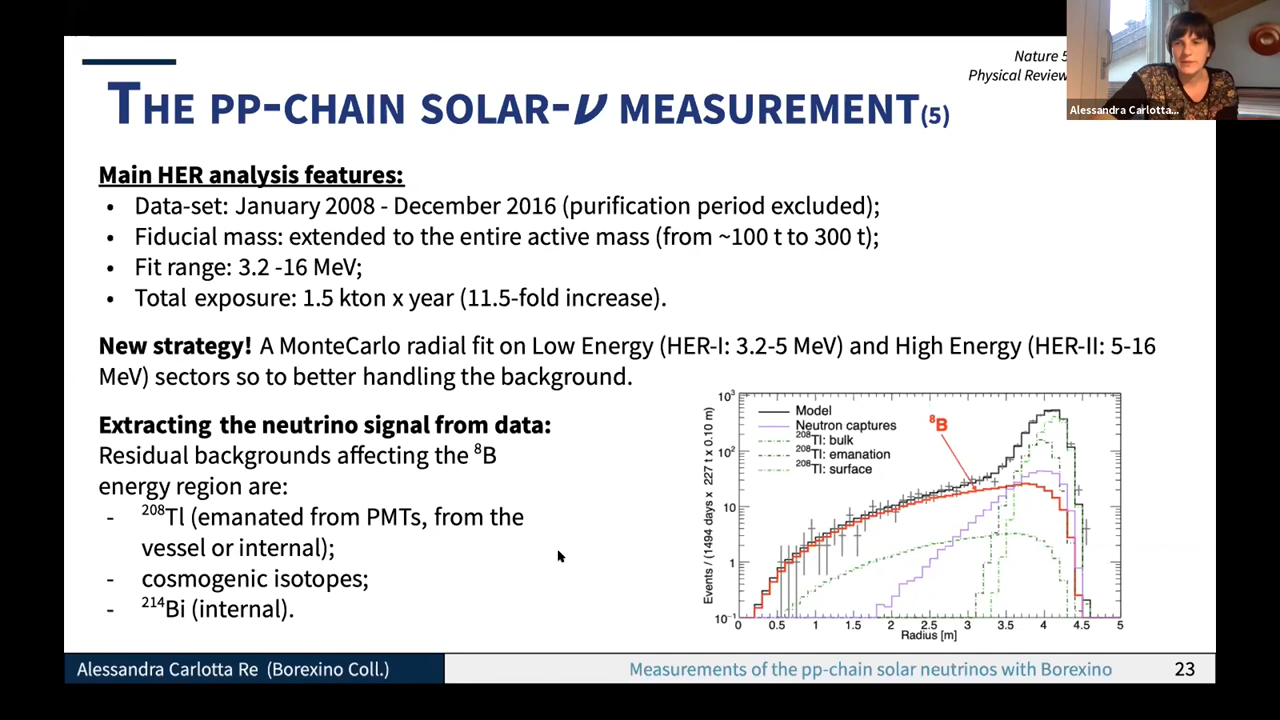 Nature 5
Physical Review
Alessandra Carlotta...
THE PP-CHAIN SOLAR-ν MEASUREMENT(5)
Main HER analysis features:
• Data-set: January 2008 - December 2016 (purification period excluded);
• Fiducial mass: extended to the entire active mass (from ~100 t to 300 t);
• Fit range: 3.2 -16 MeV;
• Total exposure: 1.5 kton x year (11.5-fold increase).
New strategy! A MonteCarlo radial fit on Low Energy (HER-I: 3.2-5 MeV) and High Energy (HER-II: 5-16
MeV) sectors so to better handling the background.
Extracting the neutrino signal from data:
Residual backgrounds affecting the ⁸B
energy region are:
- ²⁰⁸Tl (emanated from PMTs, from the
vessel or internal);
- cosmogenic isotopes;
- ²¹⁴Bi (internal).
Events / (1494 days x 227 t x 0.10 m)
10³
10²
10
1
10⁻¹
Model
Neutron captures
²⁰⁸Tl: bulk
²⁰⁸Tl: emanation
²⁰⁸Tl: surface
⁸B
0 0.5 1 1.5 2 2.5 3 3.5 4 4.5 5
Radius [m]
Alessandra Carlotta Re (Borexino Coll.)
Measurements of the pp-chain solar neutrinos with Borexino
23